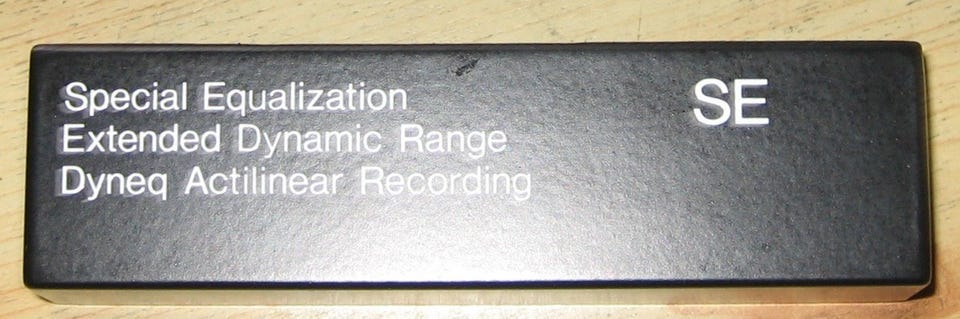 Special Equalization
Extended Dynamic Range
Dyneq Actilinear Recording
SE